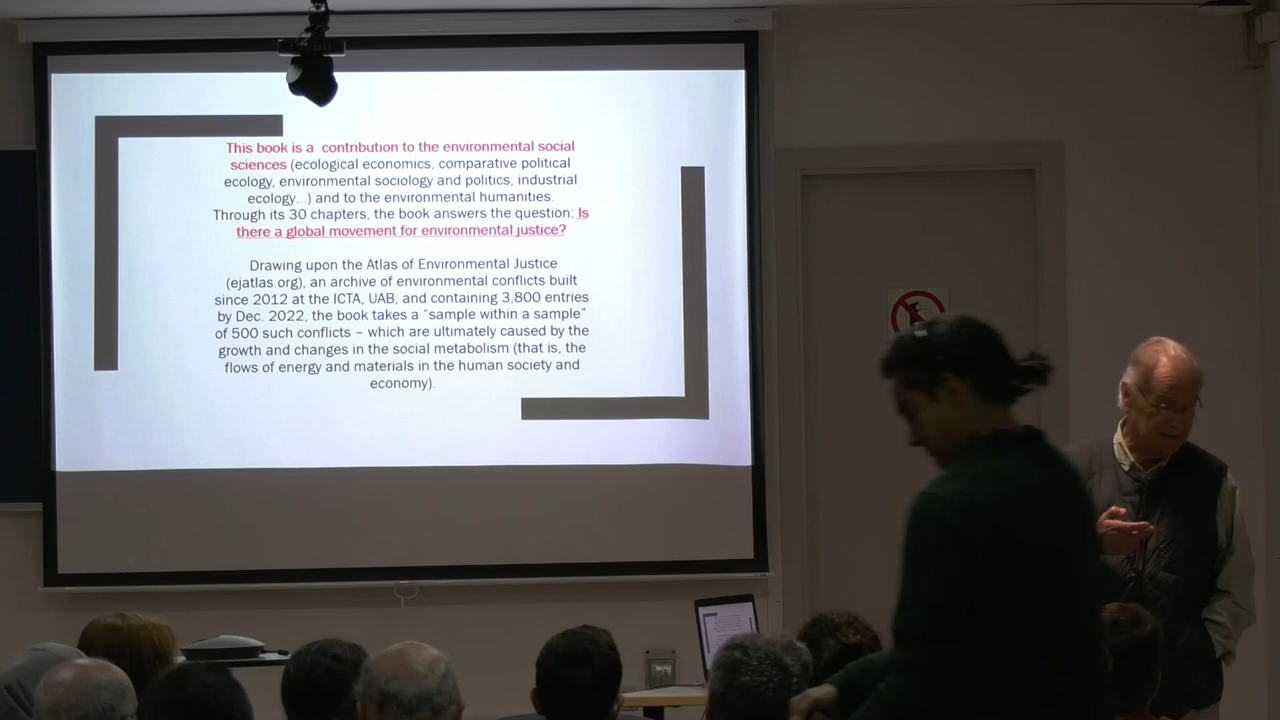 This book is a  contribution to the environmental social
sciences (ecological economics, comparative political
ecology, environmental sociology and politics, industrial
ecology...) and to the environmental humanities.
Through its 30 chapters, the book answers the question: Is
there a global movement for environmental justice?
Drawing upon the Atlas of Environmental Justice
(ejatlas.org), an archive of environmental conflicts built
since 2012 at the ICTA, UAB, and containing 3,800 entries
by Dec. 2022, the book takes a “sample within a sample”
of 500 such conflicts – which are ultimately caused by the
growth and changes in the social metabolism (that is, the
flows of energy and materials in the human society and
economy).